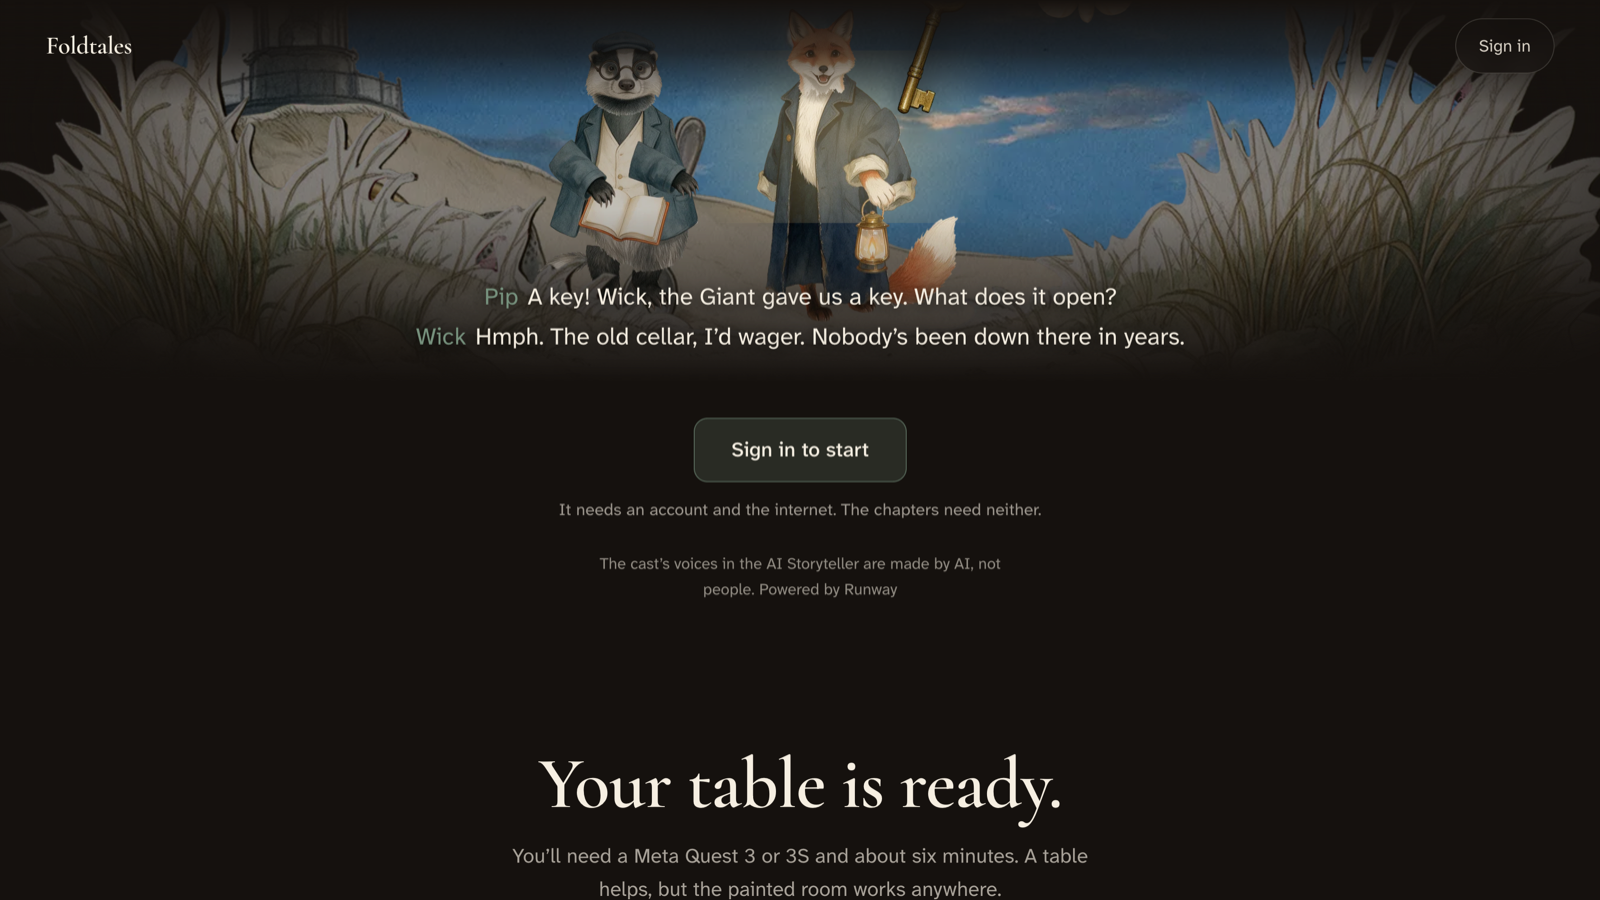 Foldtales
Sign in
Pip A key! Wick, the Giant gave us a key. What does it open?
Wick Hmph. The old cellar, I’d wager. Nobody’s been down there in years.
Sign in to start
It needs an account and the internet. The chapters need neither.
The cast’s voices in the AI Storyteller are made by AI, not
people. Powered by Runway
Your table is ready.
You’ll need a Meta Quest 3 or 3S and about six minutes. A table
helps, but the painted room works anywhere.